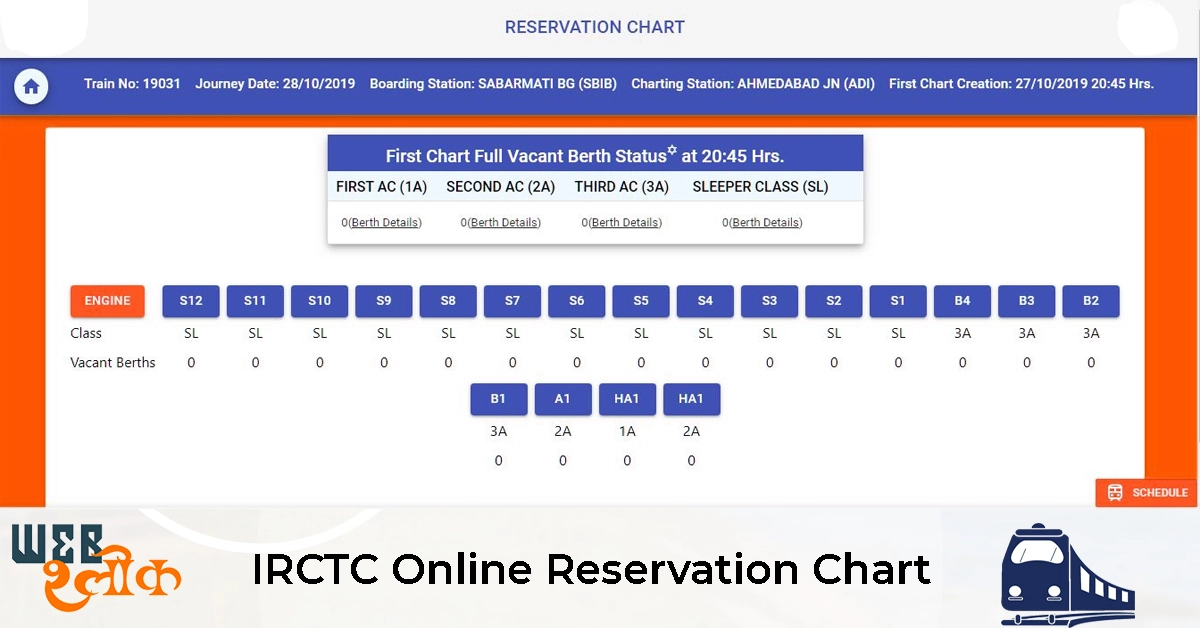 RESERVATION CHART
Train No: 19031 Journey Date: 28/10/2019 Boarding Station: SABARMATI BG (SBIB) Charting Station: AHMEDABAD JN (ADI) First Chart Creation: 27/10/2019 20:45 Hrs.
First Chart Full Vacant Berth Status✡ at 20:45 Hrs.
FIRST AC (1A) SECOND AC (2A) THIRD AC (3A) SLEEPER CLASS (SL)
0(Berth Details) 0(Berth Details) 0(Berth Details) 0(Berth Details)
ENGINE S12 S11 S10 S9 S8 S7 S6 S5 S4 S3 S2 S1 B4 B3 B2
Class SL SL SL SL SL SL SL SL SL SL SL SL 3A 3A 3A
Vacant Berths 0 0 0 0 0 0 0 0 0 0 0 0 0 0 0
B1 A1 HA1 HA1
3A 2A 1A 2A
0 0 0 0
SCHEDULE
WEB
श्लोक
IRCTC Online Reservation Chart